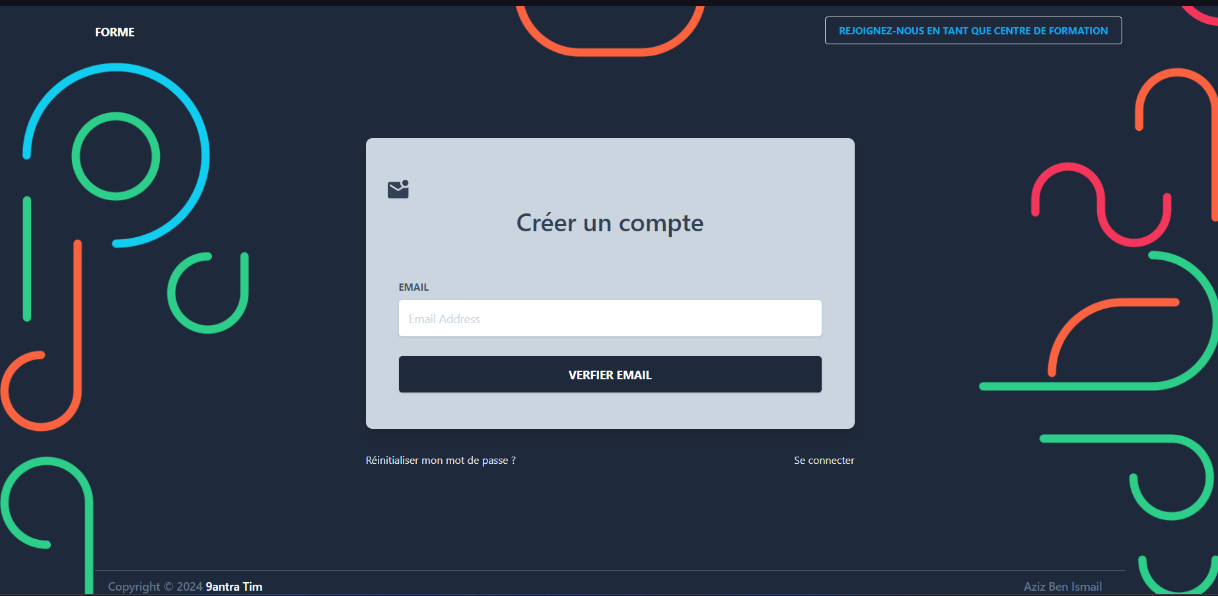 FORME
REJOIGNEZ-NOUS EN TANT QUE CENTRE DE FORMATION
Créer un compte
EMAIL
Email Address
VERFIER EMAIL
Réinitialiser mon mot de passe ?
Se connecter
Copyright © 2024 9antra Tim
Aziz Ben Ismail